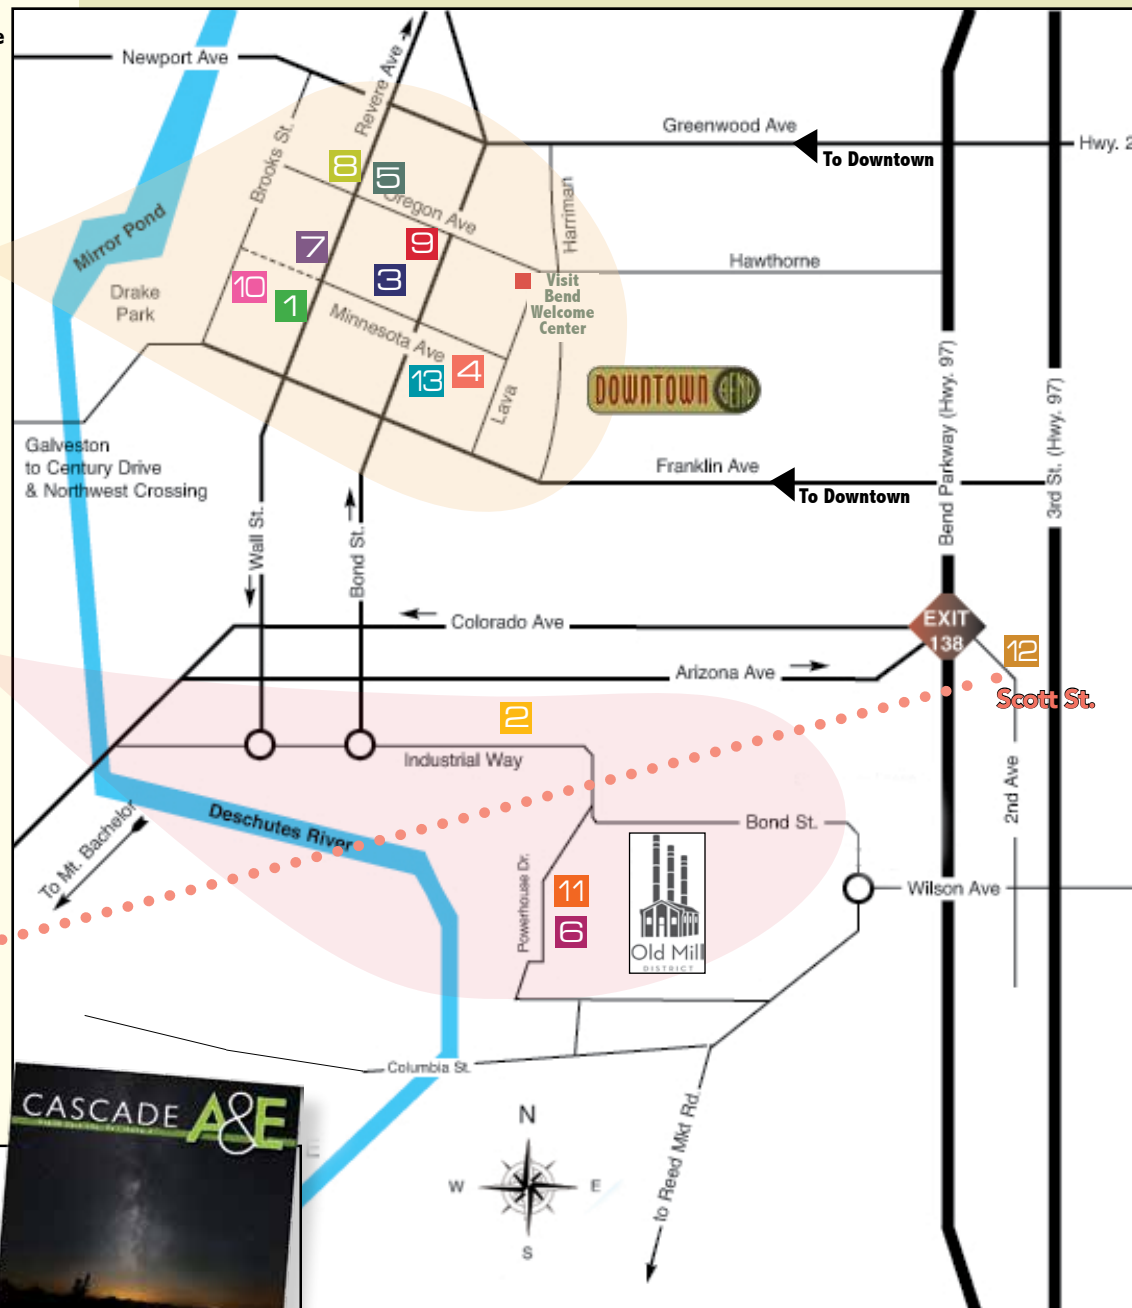 e
Newport Ave
Revere Ave
Greenwood Ave
To Downtown
Hwy. 2
Brooks St.
8
5
Oregon Ave
Harriman
Mirror Pond
7
9
Hawthorne
10
1
3
Visit
Bend
Welcome
Center
Drake
Park
Minnesota Ave
13
4
Lava
DOWNTOWN BEND
Bend Parkway (Hwy. 97)
3rd St. (Hwy. 97)
Galveston
to Century Drive
& Northwest Crossing
Franklin Ave
To Downtown
Wall St.
Bond St.
Colorado Ave
EXIT
138
12
Arizona Ave
Scott St.
2
Industrial Way
2nd Ave
Deschutes River
Bond St.
To Mt. Bachelor
Powerhouse Dr.
11
6
Old Mill
DISTRICT
Wilson Ave
Columbia St.
CASCADE A&E
N
W
E
S
to Reed Mkt Rd.